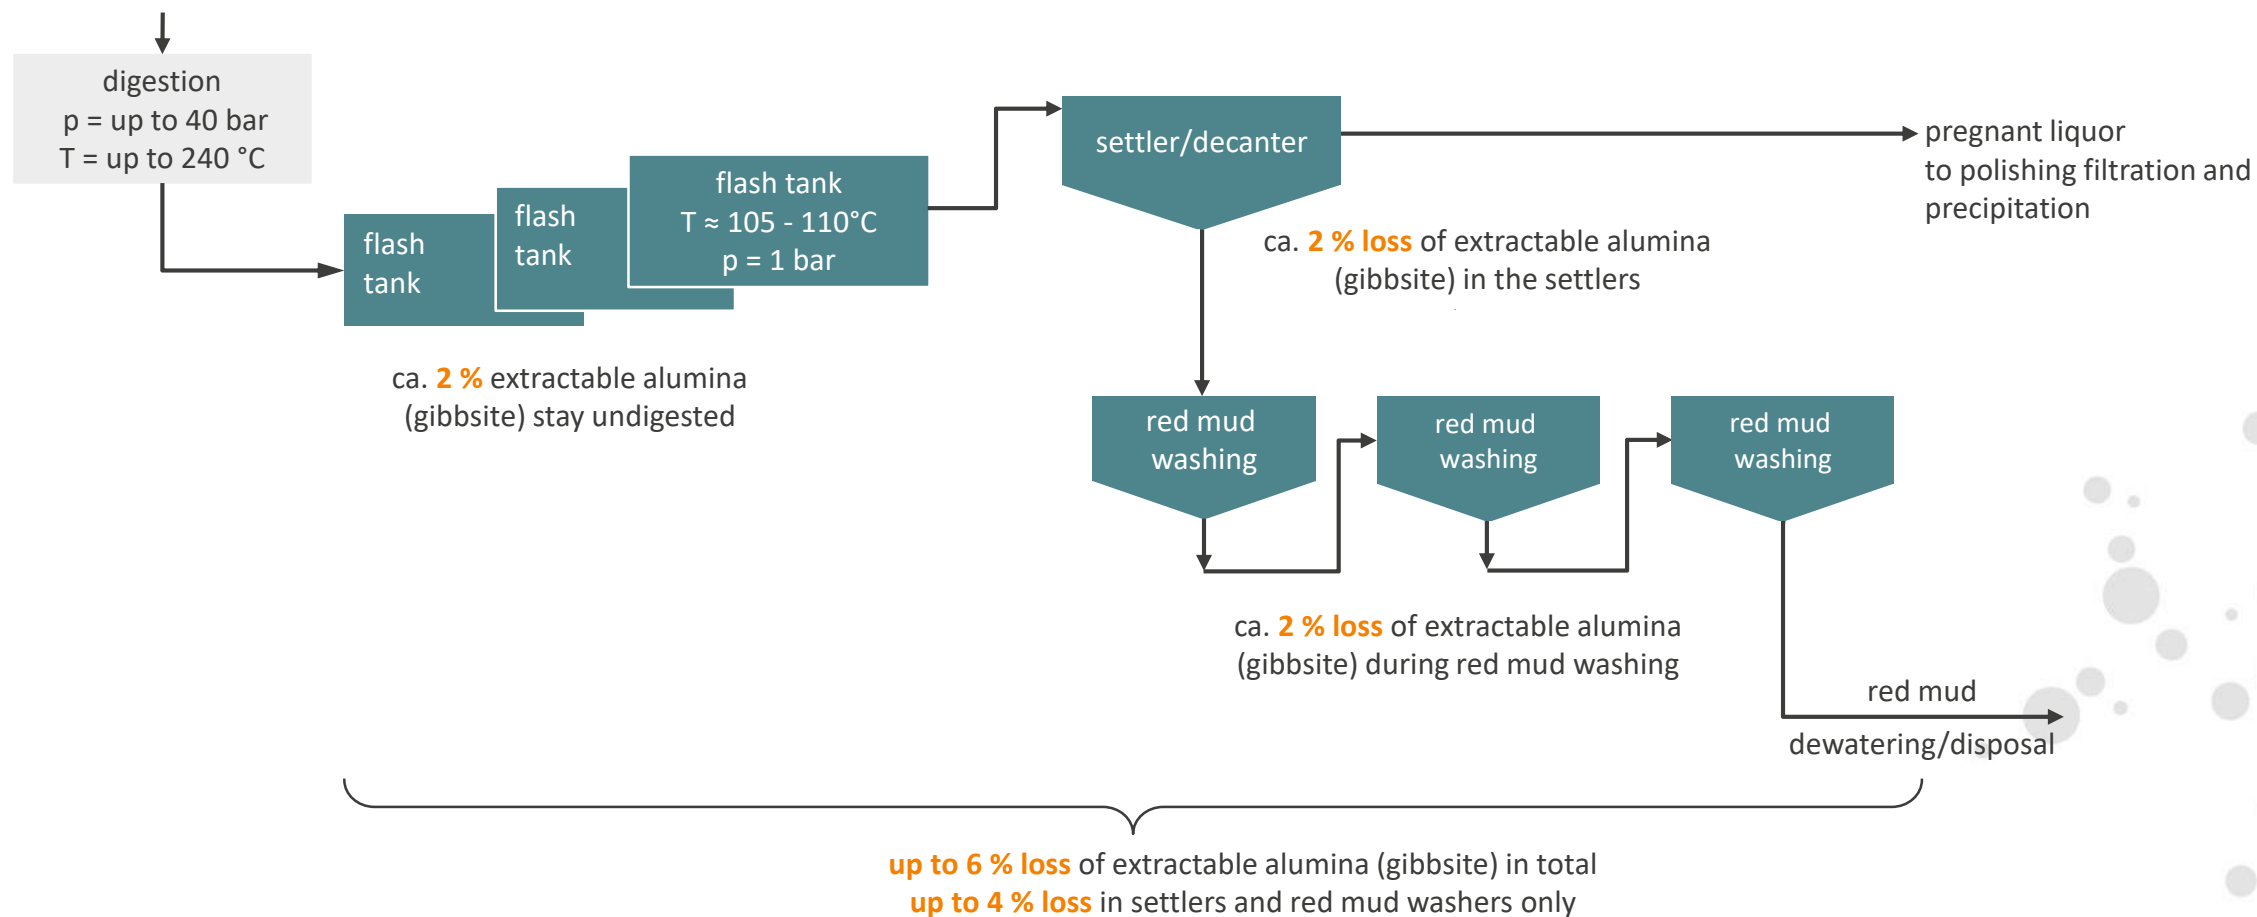 digestion
p = up to 40 bar
T = up to 240 °C
flash
tank
flash
tank
flash tank
T ≈ 105 - 110°C
p = 1 bar
ca. 2 % extractable alumina
(gibbsite) stay undigested
settler/decanter
pregnant liquor
to polishing filtration and
precipitation
ca. 2 % loss of extractable alumina
(gibbsite) in the settlers
red mud
washing
red mud
washing
red mud
washing
ca. 2 % loss of extractable alumina
(gibbsite) during red mud washing
red mud
dewatering/disposal
up to 6 % loss of extractable alumina (gibbsite) in total
up to 4 % loss in settlers and red mud washers only